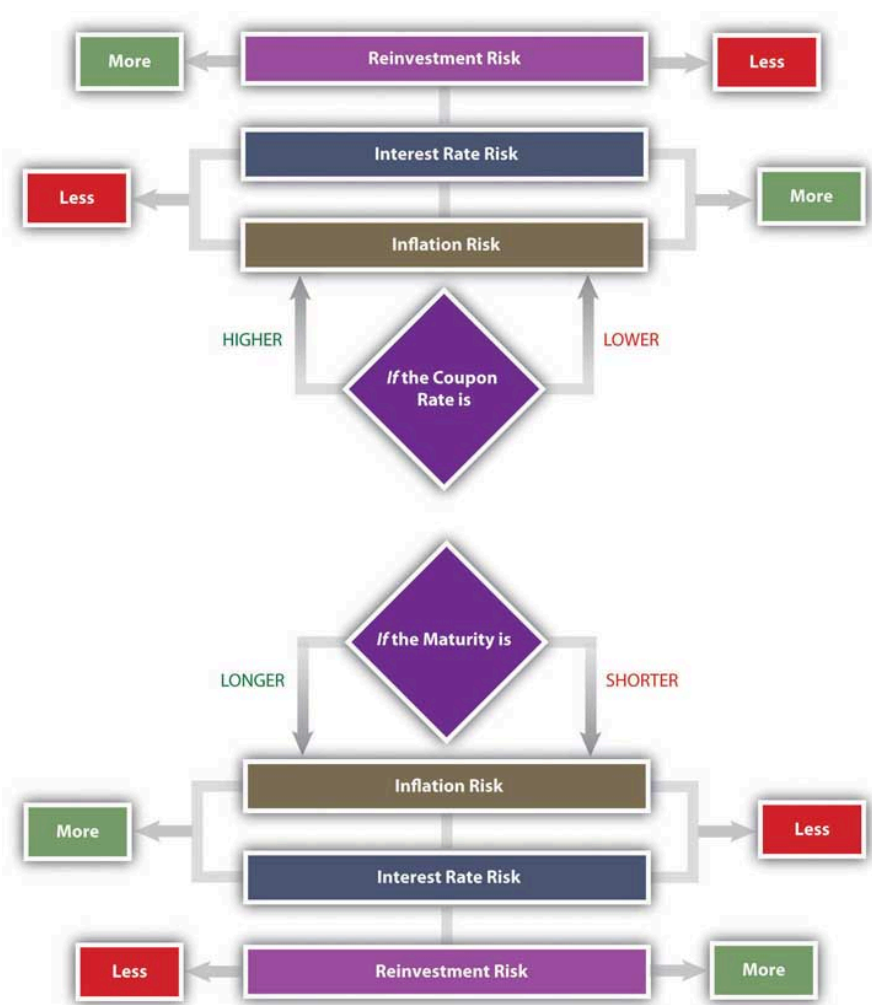 More
Reinvestment Risk
Less
Interest Rate Risk
Less
More
Inflation Risk
HIGHER
LOWER
If the Coupon
Rate is
If the Maturity is
LONGER
SHORTER
Inflation Risk
More
Less
Interest Rate Risk
Less
Reinvestment Risk
More